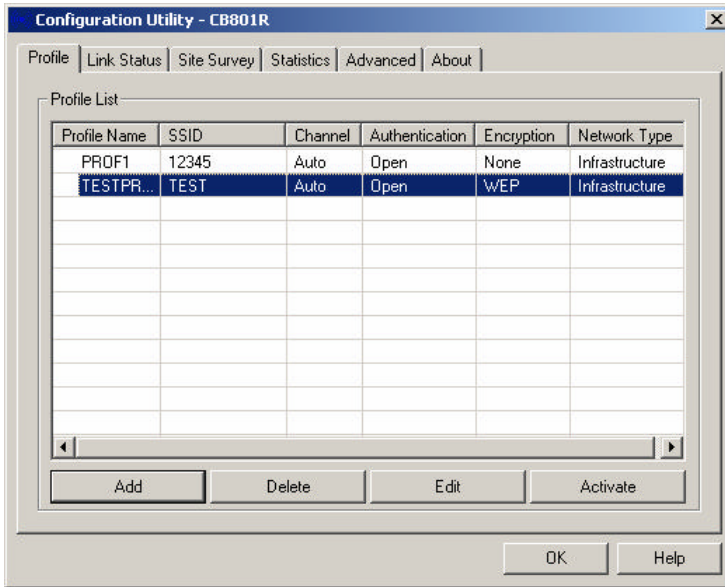 Configuration Utility - CB801R
Profile Link Status Site Survey Statistics Advanced About
Profile List
Profile Name SSID Channel Authentication Encryption Network Type
PROF1 12345 Auto Open None Infrastructure
TESTPR... TEST Auto Open WEP Infrastructure
Add Delete Edit Activate
OK Help